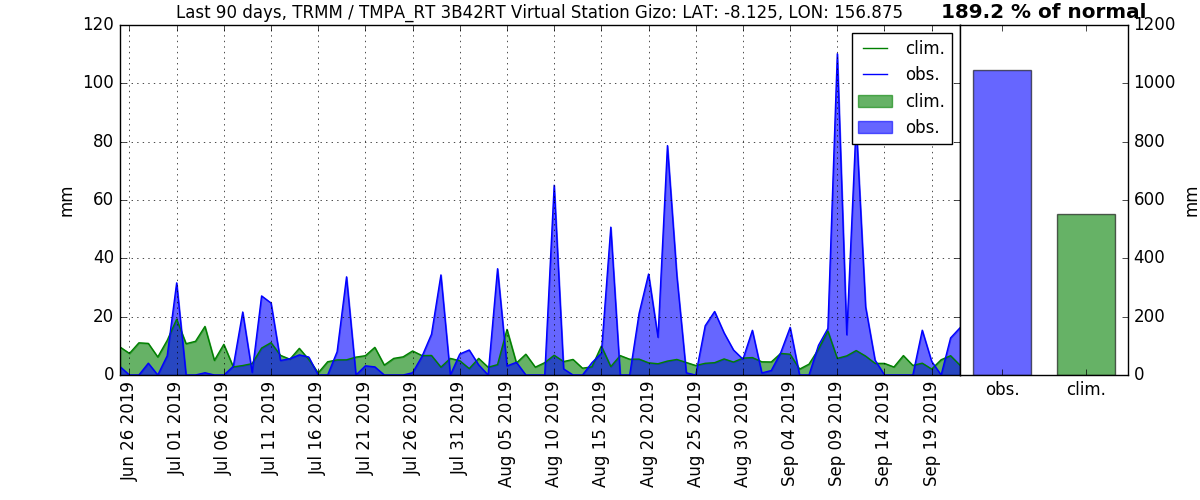 Last 90 days, TRMM / TMPA_RT 3B42RT Virtual Station Gizo: LAT: -8.125, LON: 156.875
189.2 % of normal
120
100
80
60
40
20
0
mm
clim.
obs.
clim.
obs.
1200
1000
800
600
400
200
0
mm
Jun 26 2019
Jul 01 2019
Jul 06 2019
Jul 11 2019
Jul 16 2019
Jul 21 2019
Jul 26 2019
Jul 31 2019
Aug 05 2019
Aug 10 2019
Aug 15 2019
Aug 20 2019
Aug 25 2019
Aug 30 2019
Sep 04 2019
Sep 09 2019
Sep 14 2019
Sep 19 2019
obs.
clim.